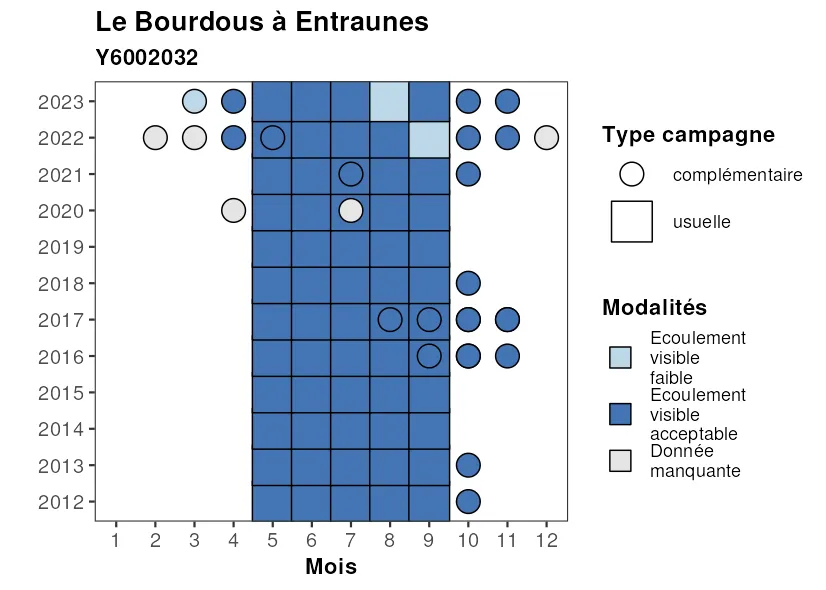 Le Bourdous à Entraunes
Y6002032
2023
2022
2021
2020
2019
2018
2017
2016
2015
2014
2013
2012
1 2 3 4 5 6 7 8 9 10 11 12
Mois
Type campagne
complémentaire
usuelle
Modalités
Ecoulement
visible
faible
Ecoulement
visible
acceptable
Donnée
manquante